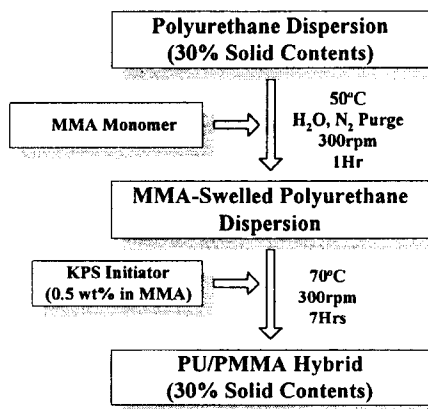 Polyurethane Dispersion
(30% Solid Contents)
MMA Monomer
50°C
H₂O, N₂ Purge
300rpm
1Hr
MMA-Swelled Polyurethane
Dispersion
KPS Initiator
(0.5 wt% in MMA)
70°C
300rpm
7Hrs
PU/PMMA Hybrid
(30% Solid Contents)